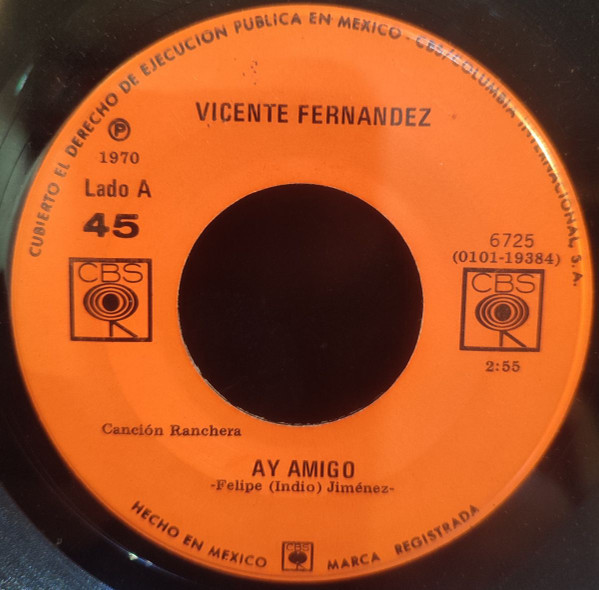 CUBIERTO EL DERECHO DE EJECUCION PUBLICA EN MEXICO - CBS/COLUMBIA INTERNACIONAL, S.A.
VICENTE FERNANDEZ
P
1970
Lado A
45
CBS
6725
(0101-19384)
CBS
2:55
Canción Ranchera
AY AMIGO
-Felipe (Indio) Jiménez-
HECHO EN MEXICO CBS MARCA REGISTRADA